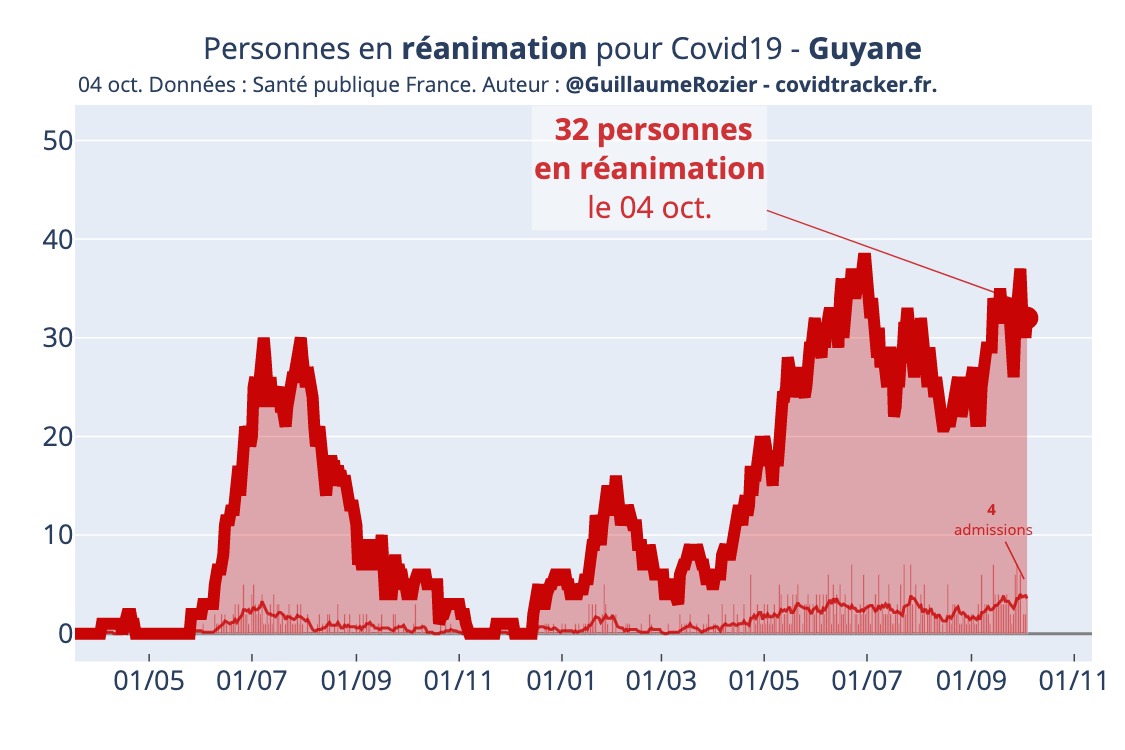 Personnes en réanimation pour Covid19 - Guyane
04 oct. Données : Santé publique France. Auteur : @GuillaumeRozier - covidtracker.fr.
32 personnes
en réanimation
le 04 oct.
50
40
30
20
10
0
4
admissions
01/05 01/07 01/09 01/11 01/01 01/03 01/05 01/07 01/09 01/11